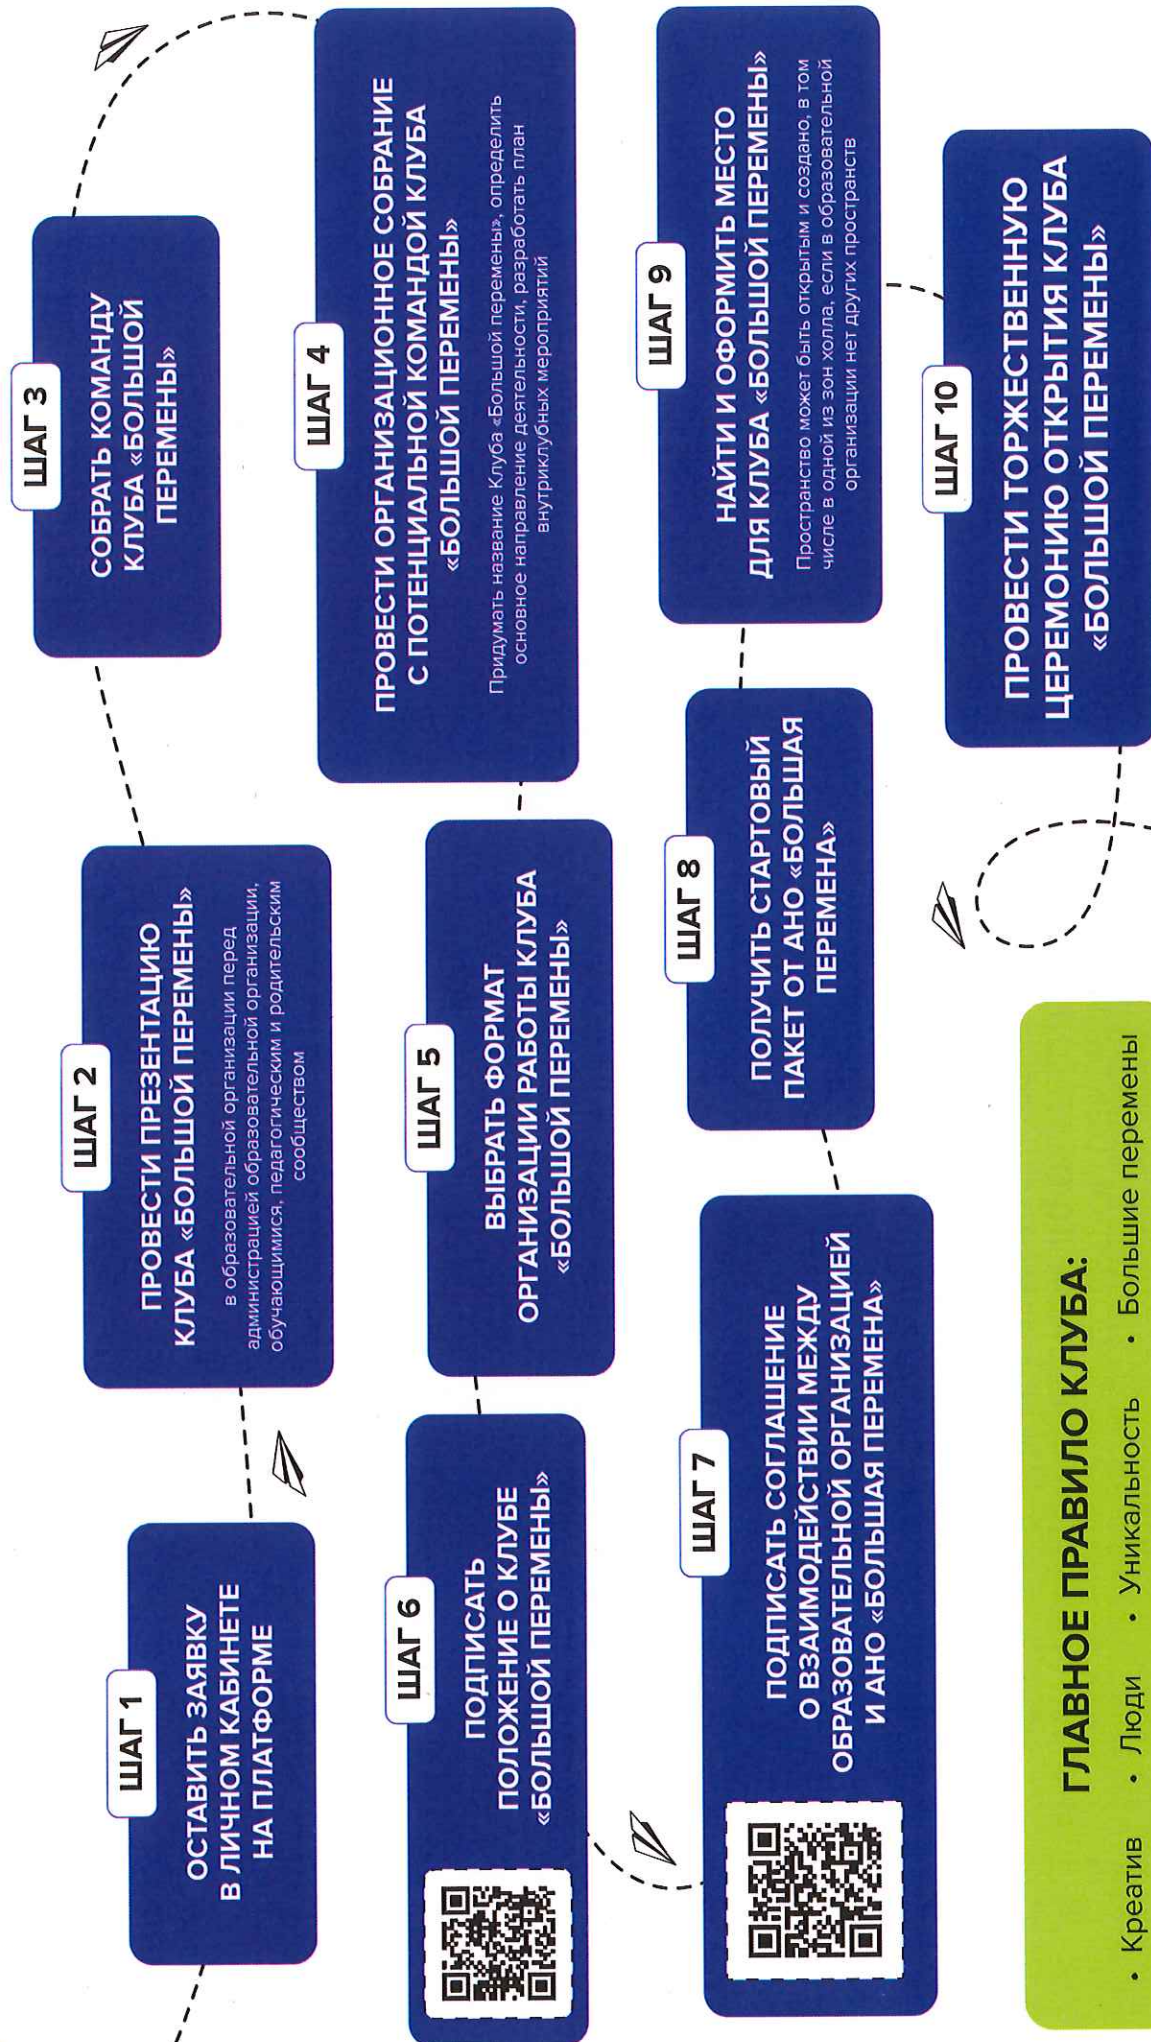 ШАГ 1
ОСТАВИТЬ ЗАЯВКУ
В ЛИЧНОМ КАБИНЕТЕ
НА ПЛАТФОРМЕ
ШАГ 2
ПРОВЕСТИ ПРЕЗЕНТАЦИЮ
КЛУБА «БОЛЬШОЙ ПЕРЕМЕНЫ»
в образовательной организации перед
администрацией образовательной организации,
обучающимися, педагогическим и родительским
сообществом
ШАГ 3
СОБРАТЬ КОМАНДУ
КЛУБА «БОЛЬШОЙ
ПЕРЕМЕНЫ»
ШАГ 4
ПРОВЕСТИ ОРГАНИЗАЦИОННОЕ СОБРАНИЕ
С ПОТЕНЦИАЛЬНОЙ КОМАНДОЙ КЛУБА
«БОЛЬШОЙ ПЕРЕМЕНЫ»
Придумать название Клуба «Большой перемены», определить
основное направление деятельности, разработать план
внутриклубных мероприятий
ШАГ 5
ВЫБРАТЬ ФОРМАТ
ОРГАНИЗАЦИИ РАБОТЫ КЛУБА
«БОЛЬШОЙ ПЕРЕМЕНЫ»
ШАГ 6
ПОДПИСАТЬ
ПОЛОЖЕНИЕ О КЛУБЕ
«БОЛЬШОЙ ПЕРЕМЕНЫ»
ШАГ 7
ПОДПИСАТЬ СОГЛАШЕНИЕ
О ВЗАИМОДЕЙСТВИИ МЕЖДУ
ОБРАЗОВАТЕЛЬНОЙ ОРГАНИЗАЦИЕЙ
И АНО «БОЛЬШАЯ ПЕРЕМЕНА»
ШАГ 8
ПОЛУЧИТЬ СТАРТОВЫЙ
ПАКЕТ ОТ АНО «БОЛЬШАЯ
ПЕРЕМЕНА»
ШАГ 9
НАЙТИ И ОФОРМИТЬ МЕСТО
ДЛЯ КЛУБА «БОЛЬШОЙ ПЕРЕМЕНЫ»
Пространство может быть открытым и создано, в том
числе в одной из зон холла, если в образовательной
организации нет других пространств
ШАГ 10
ПРОВЕСТИ ТОРЖЕСТВЕННУЮ
ЦЕРЕМОНИЮ ОТКРЫТИЯ КЛУБА
«БОЛЬШОЙ ПЕРЕМЕНЫ»
ГЛАВНОЕ ПРАВИЛО КЛУБА:
• Креатив • Люди • Уникальность • Большие перемены